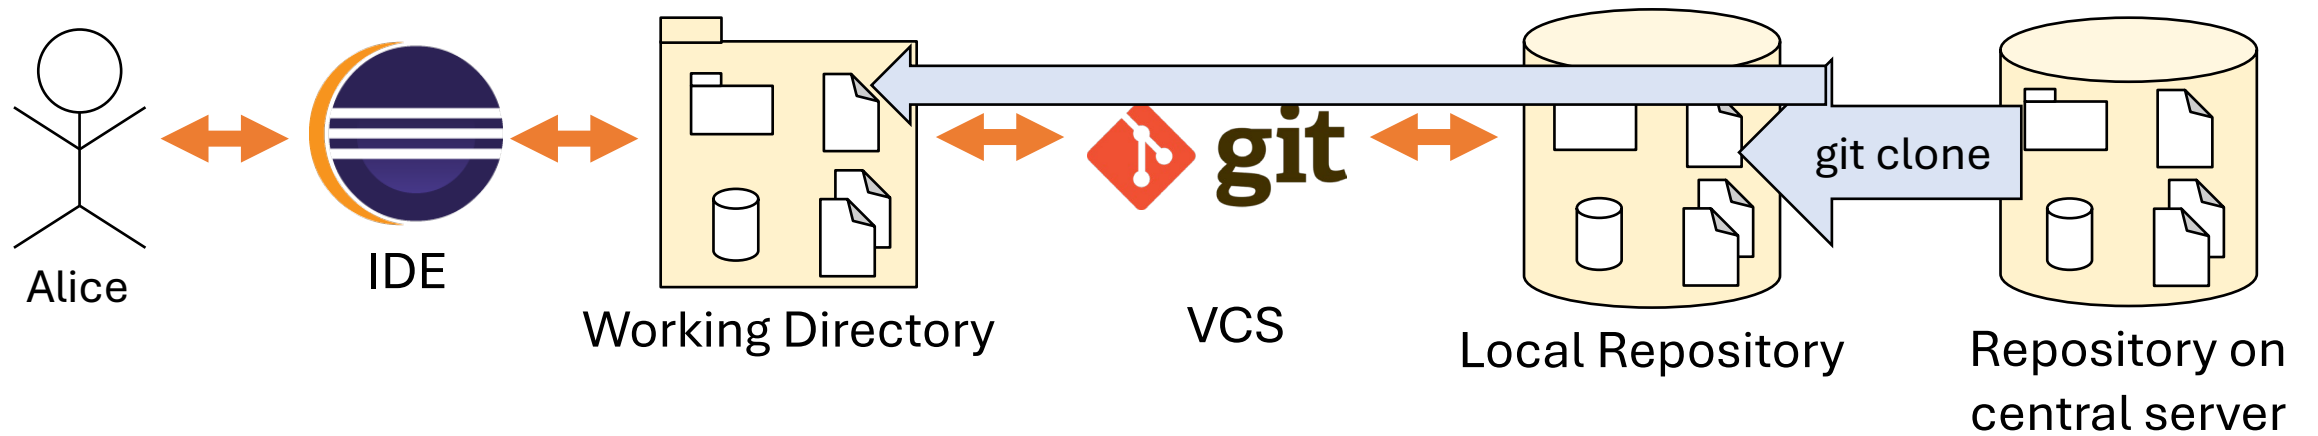 git
git clone
Alice
IDE
Working Directory
VCS
Local Repository
Repository on
central server